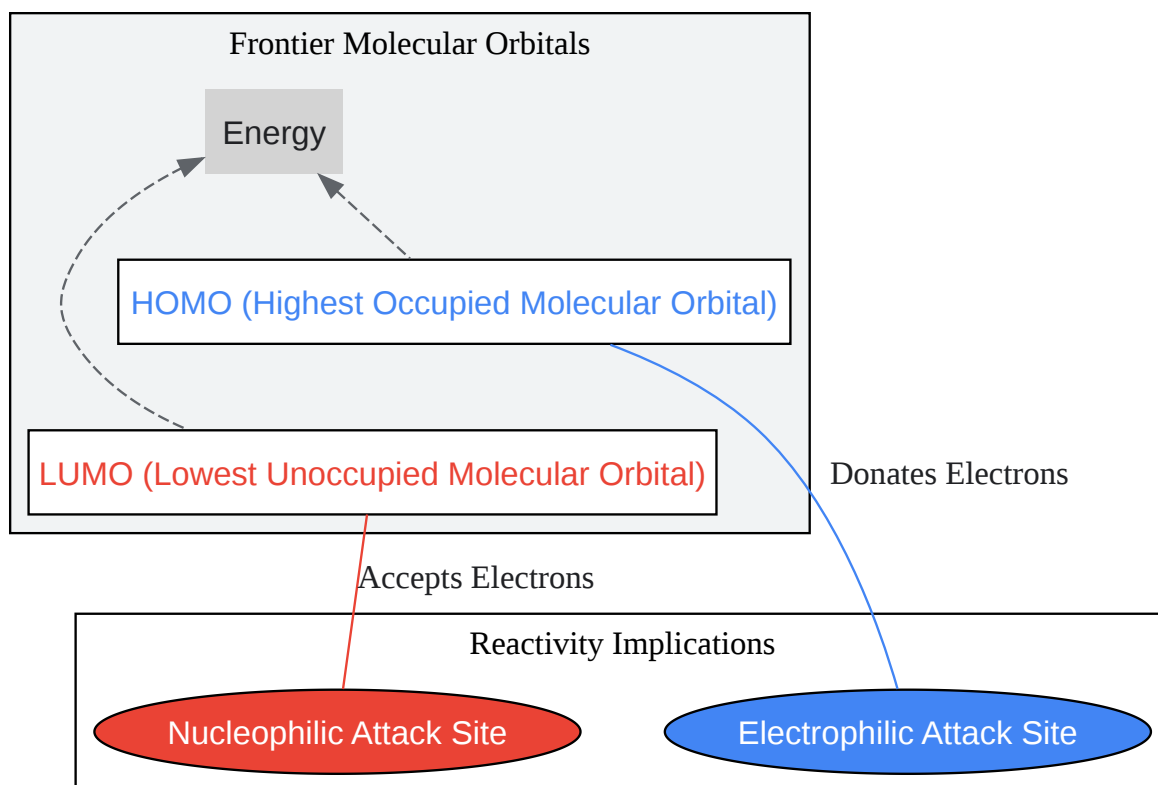 Frontier Molecular Orbitals
Energy
HOMO (Highest Occupied Molecular Orbital)
LUMO (Lowest Unoccupied Molecular Orbital)
Donates Electrons
Accepts Electrons
Reactivity Implications
Nucleophilic Attack Site
Electrophilic Attack Site